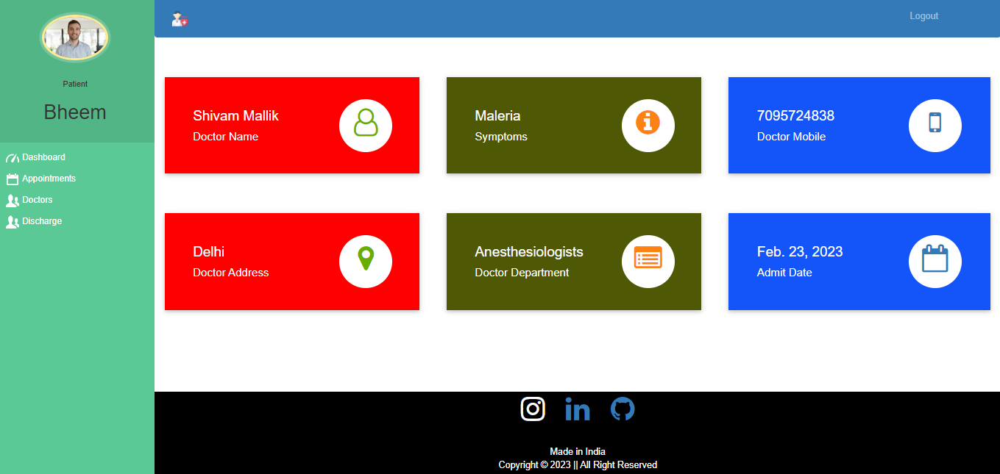 Patient
Bheem
Dashboard
Appointments
Doctors
Discharge
Logout
Shivam Mallik
Doctor Name
Maleria
Symptoms
7095724838
Doctor Mobile
Delhi
Doctor Address
Anesthesiologists
Doctor Department
Feb. 23, 2023
Admit Date
in
Made in India
Copyright © 2023 || All Right Reserved